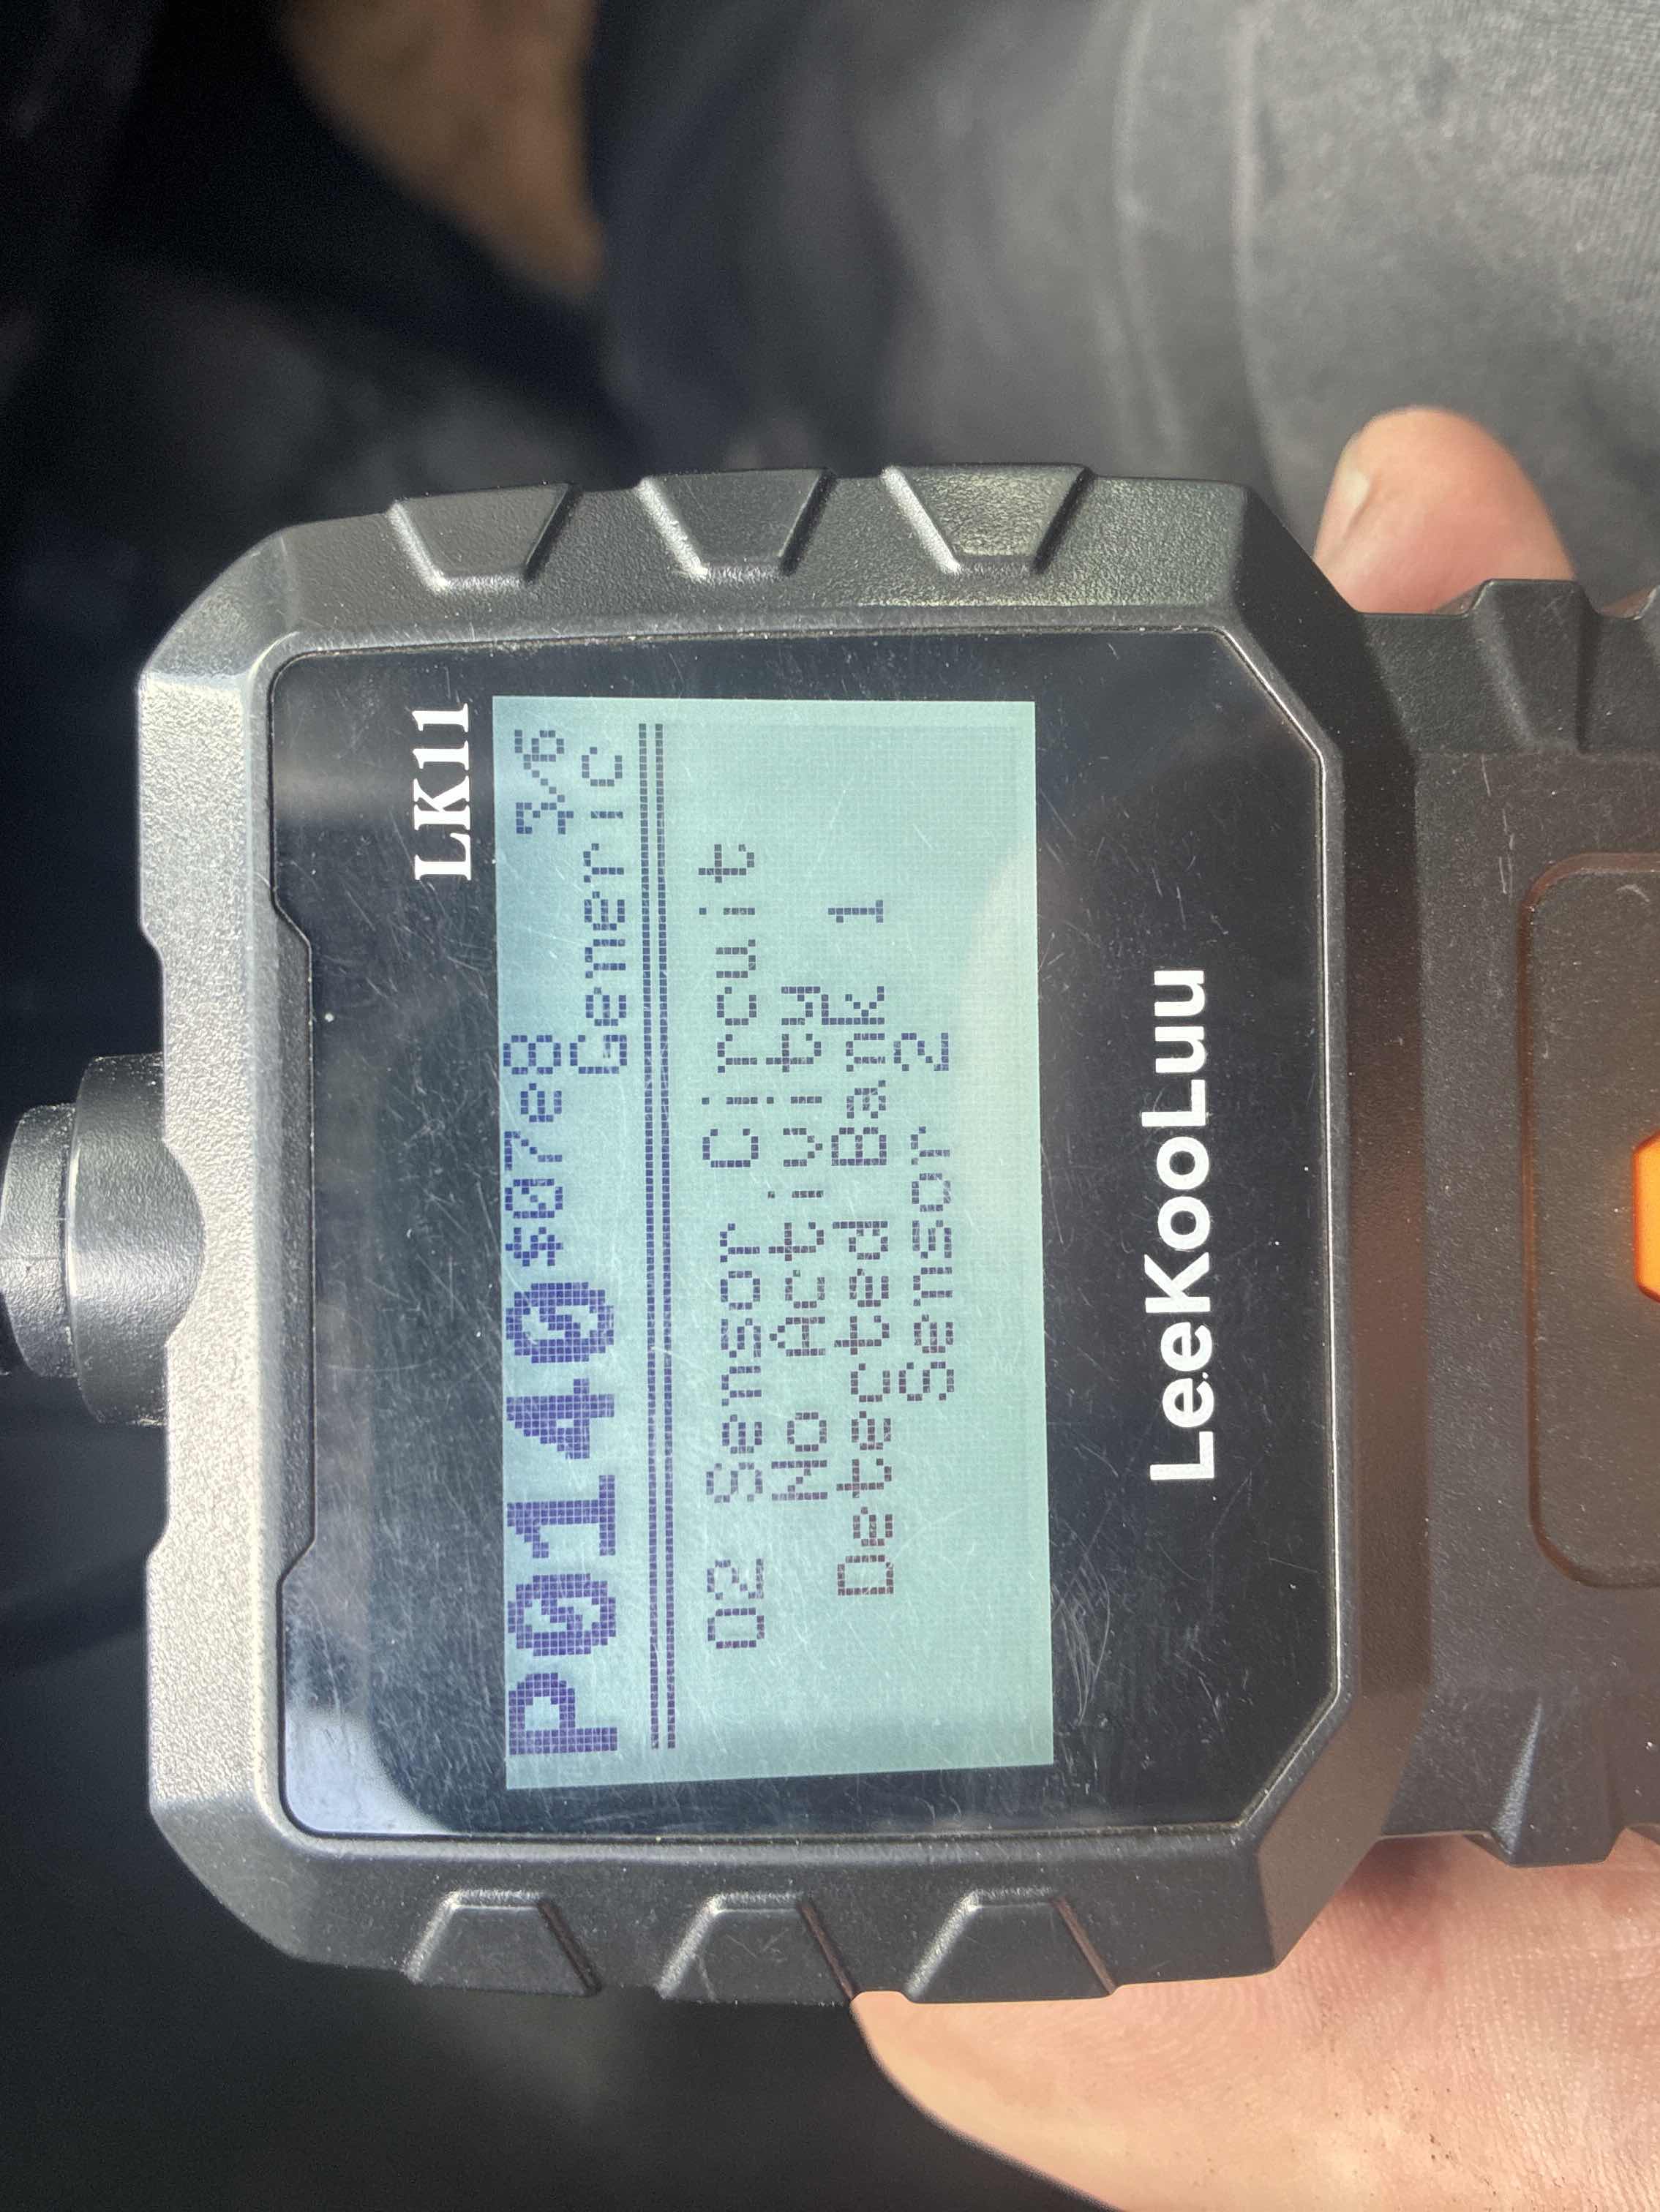 LK11
P0140 $07e8 3/6
Generic
O2 Sensor Circuit
No Activity
Detected Bank 1
Sensor 2
LeeKooLuu